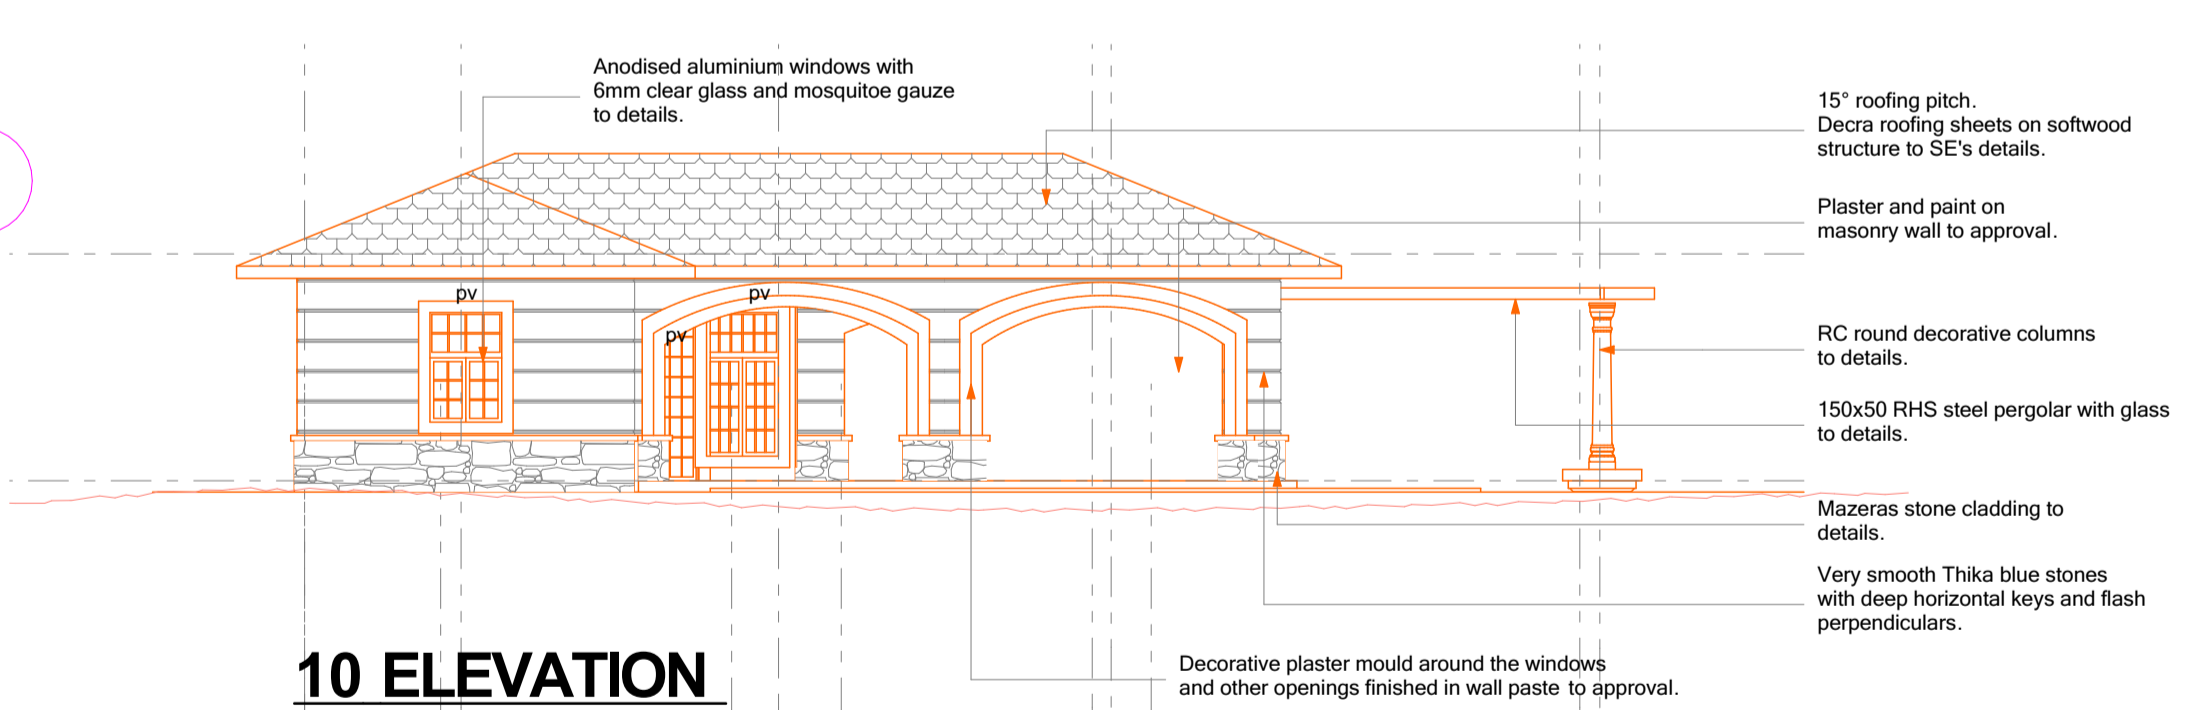 Anodised aluminium windows with
6mm clear glass and mosquitoe gauze
to details.
15° roofing pitch.
Decra roofing sheets on softwood
structure to SE's details.
Plaster and paint on
masonry wall to approval.
pv
pv
pv
RC round decorative columns
to details.
150x50 RHS steel pergolar with glass
to details.
Mazeras stone cladding to
details.
Very smooth Thika blue stones
with deep horizontal keys and flash
perpendiculars.
Decorative plaster mould around the windows
and other openings finished in wall paste to approval.
10 ELEVATION